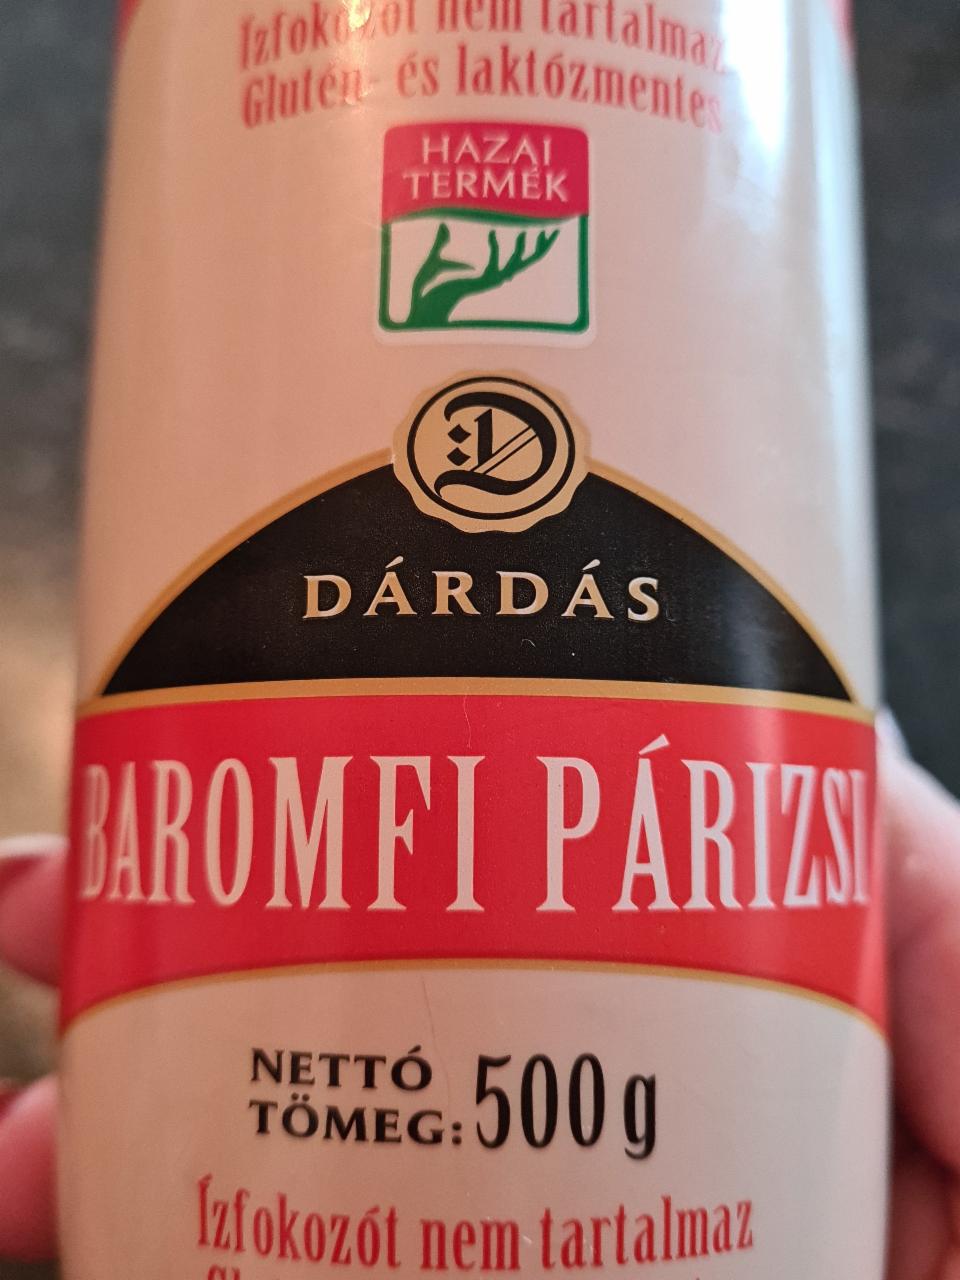 Ízfokozót nem tartalmaz
Glutén- és laktózmentes
HAZAI
TERMÉK
D
DÁRDÁS
BAROMFI PÁRIZSI
NETTÓ
TÖMEG: 500 g
Ízfokozót nem tartalmaz